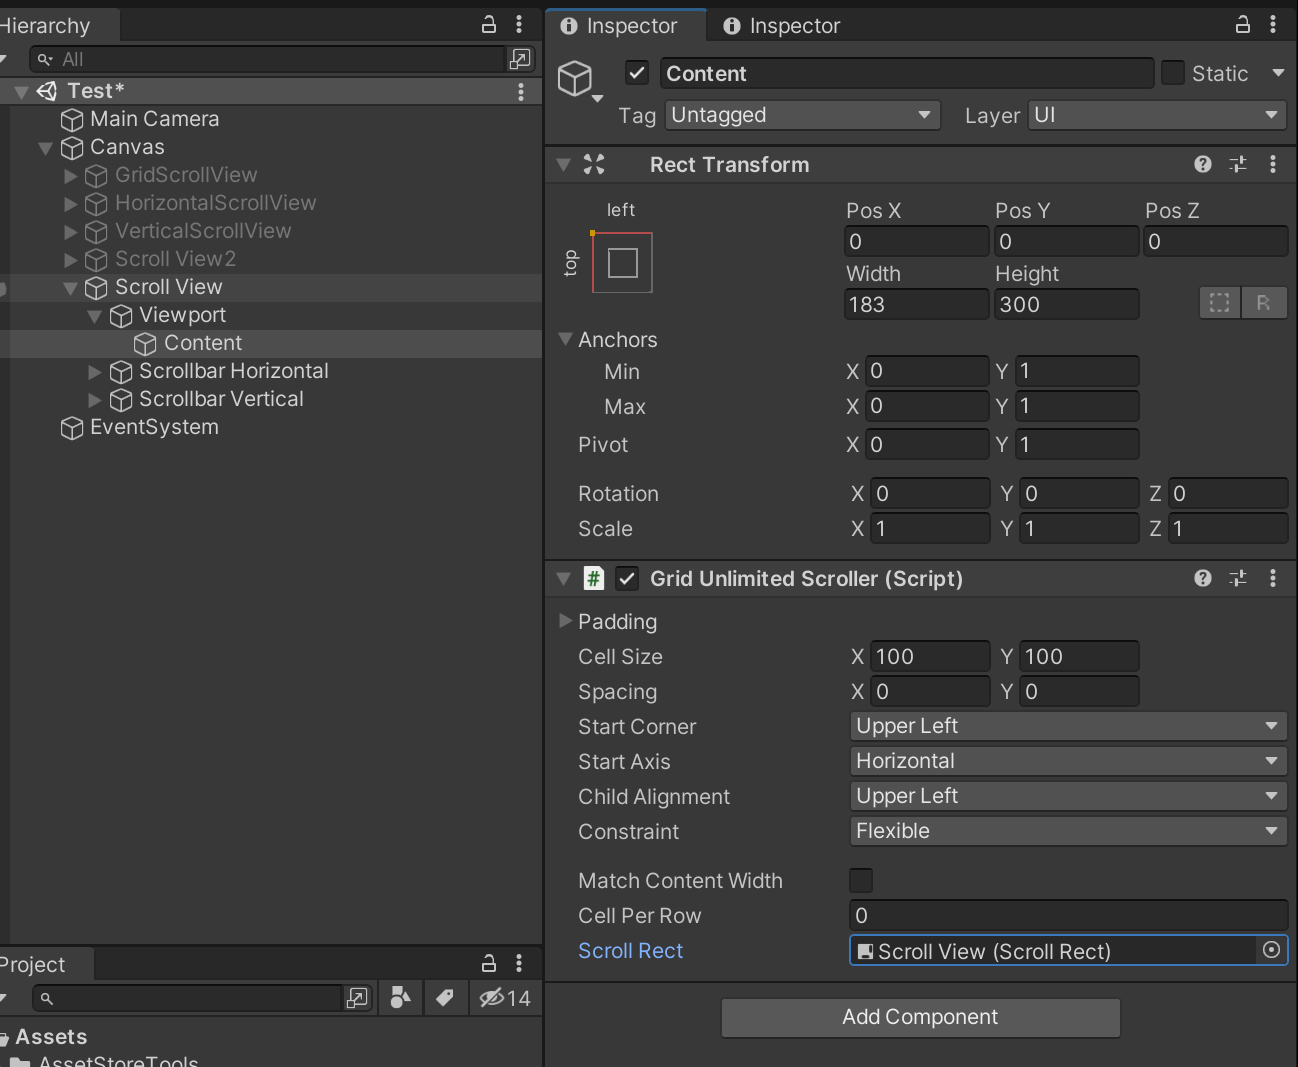 Hierarchy
All
Test*
Main Camera
Canvas
GridScrollView
HorizontalScrollView
VerticalScrollView
Scroll View2
Scroll View
Viewport
Content
Scrollbar Horizontal
Scrollbar Vertical
EventSystem
Project
14
Assets
AssetStoreTools
Inspector
Inspector
Content
Static
Tag Untagged Layer UI
Rect Transform
left
top
Pos X Pos Y Pos Z
0 0 0
Width Height
183 300
R
Anchors
Min X 0 Y 1
Max X 0 Y 1
Pivot X 0 Y 1
Rotation X 0 Y 0 Z 0
Scale X 1 Y 1 Z 1
# Grid Unlimited Scroller (Script)
Padding
Cell Size X 100 Y 100
Spacing X 0 Y 0
Start Corner Upper Left
Start Axis Horizontal
Child Alignment Upper Left
Constraint Flexible
Match Content Width
Cell Per Row 0
Scroll Rect Scroll View (Scroll Rect)
Add Component